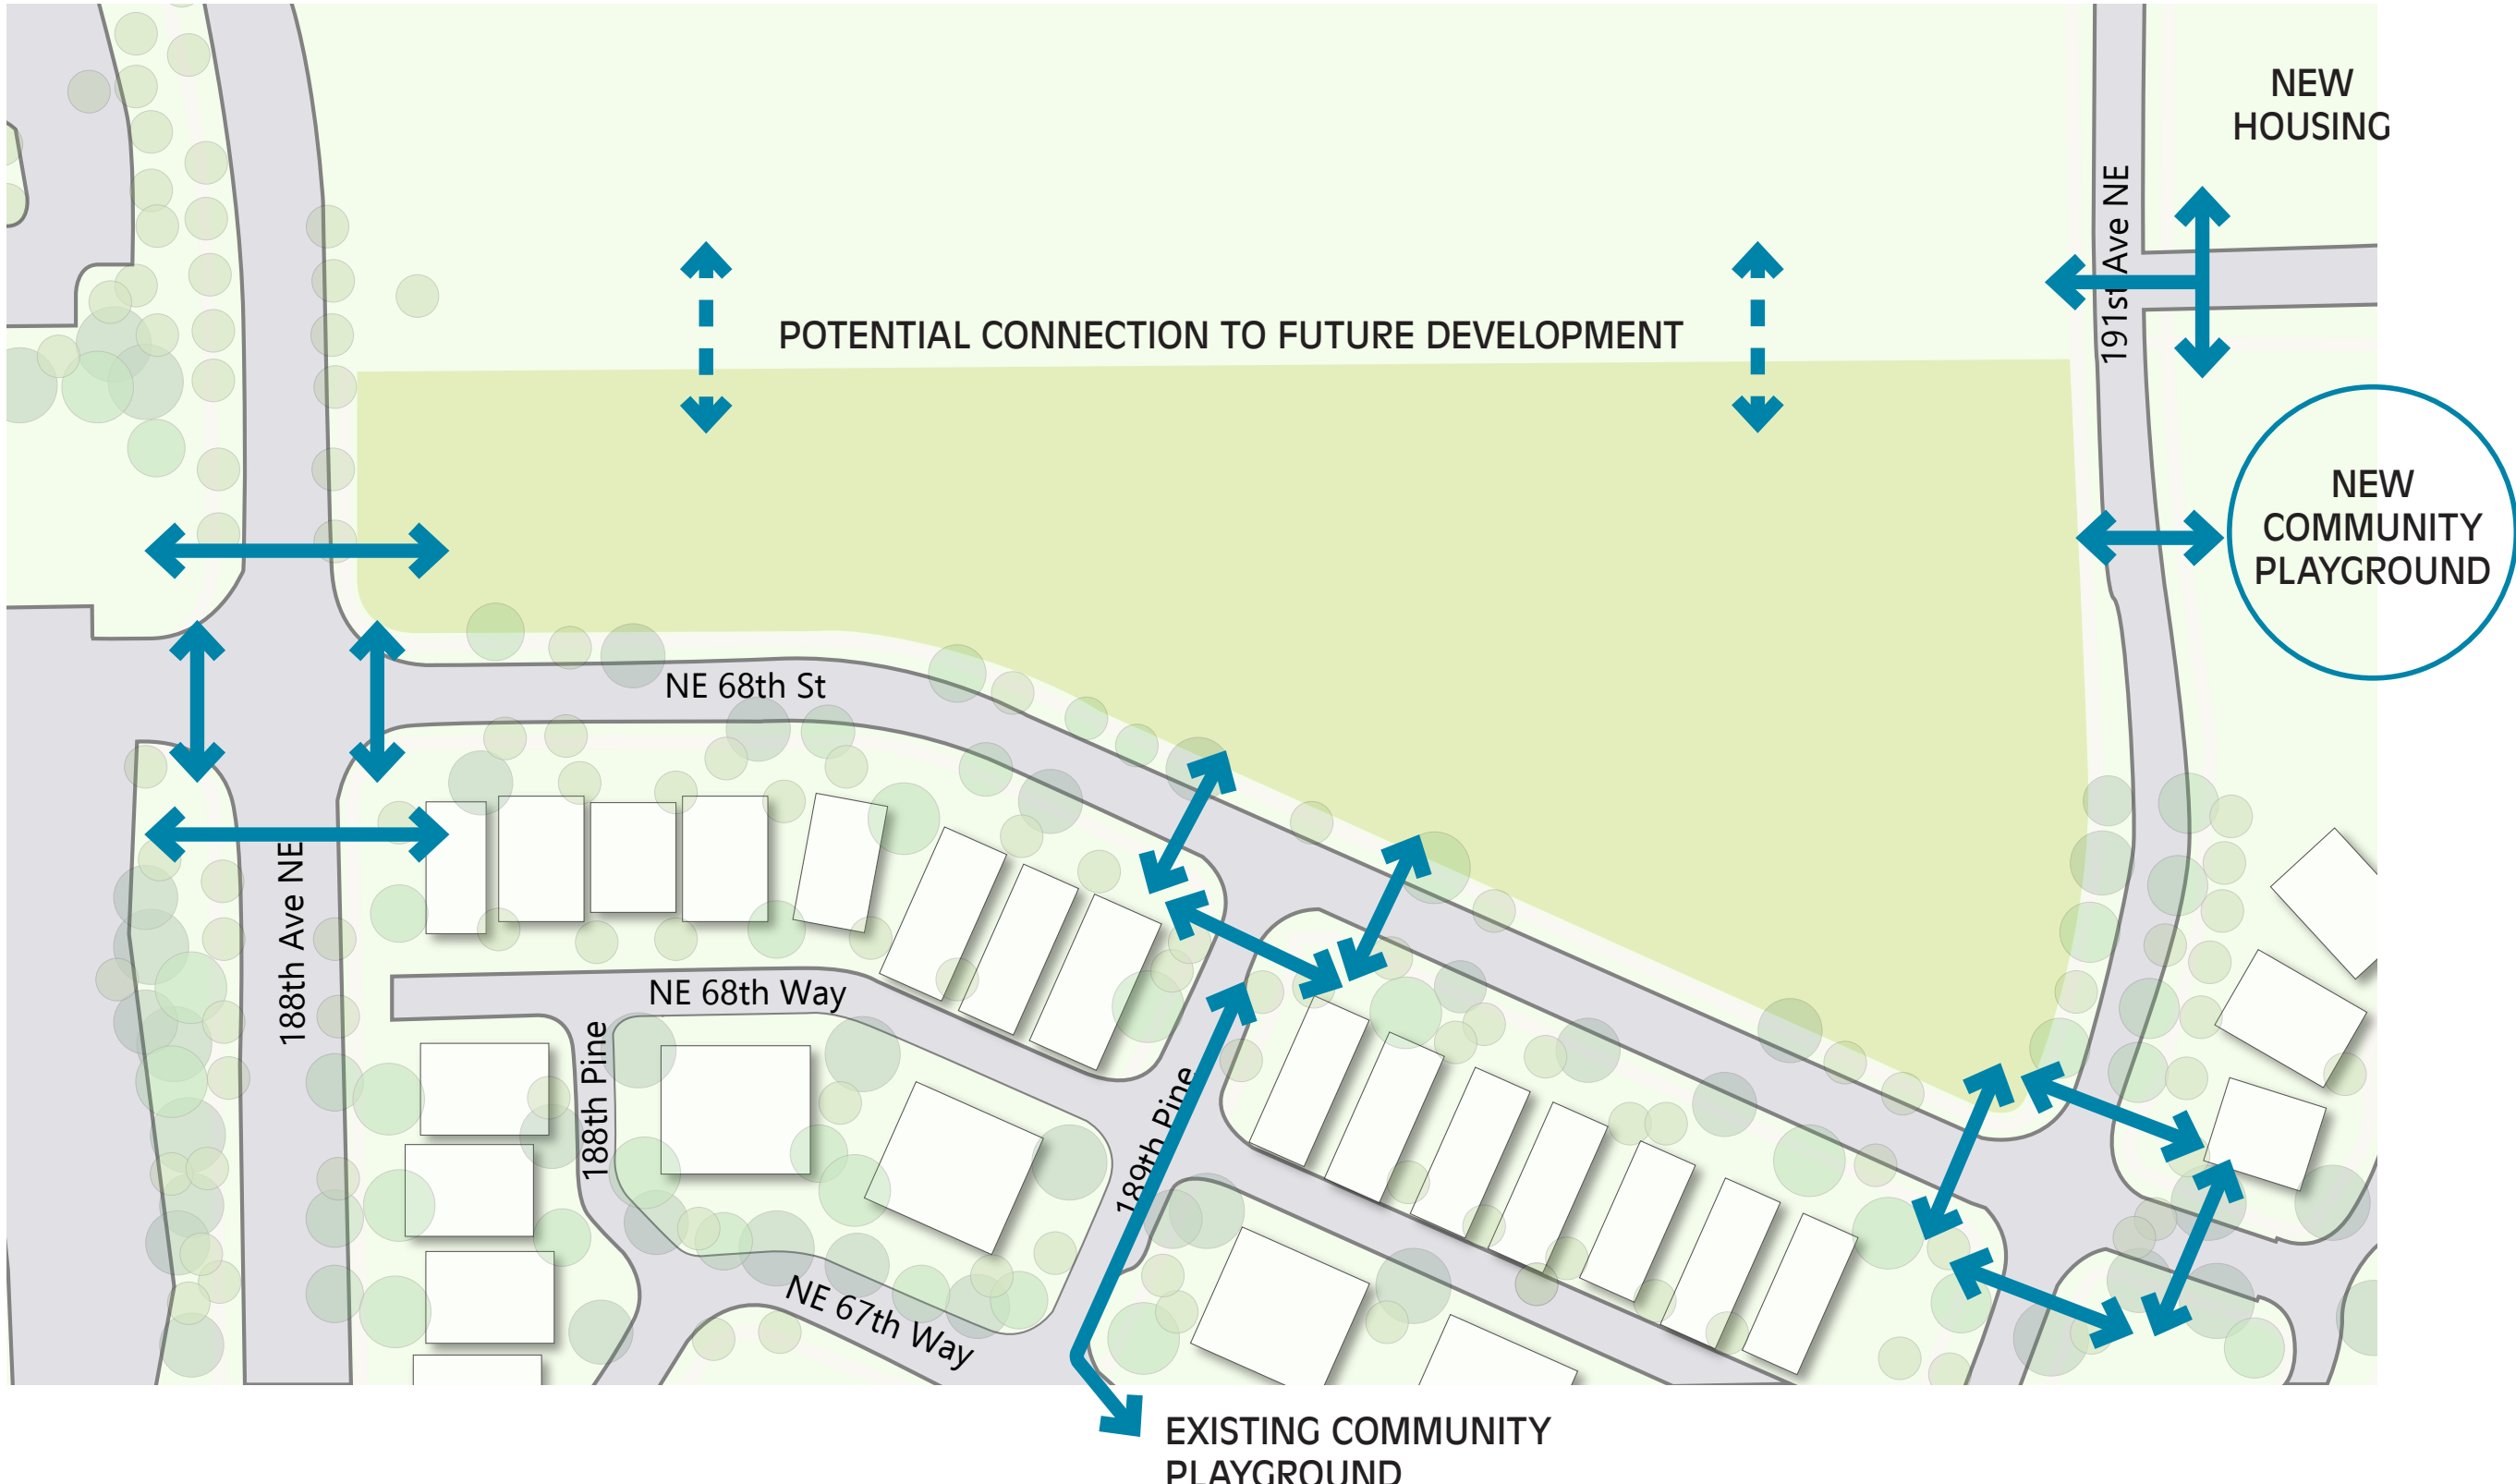 NEW
HOUSING
191st Ave NE
POTENTIAL CONNECTION TO FUTURE DEVELOPMENT
NEW
COMMUNITY
PLAYGROUND
NE 68th St
188th Ave NE
NE 68th Way
188th Pine
189th Pine
NE 67th Way
EXISTING COMMUNITY
PLAYGROUND